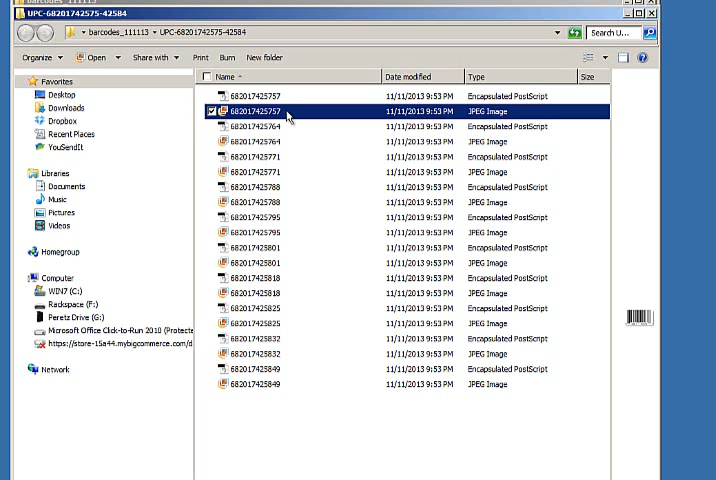 barcodes_111113
UPC-68201742575-42584
barcodes_111113 UPC-68201742575-42584 Search U...
Organize Open Share with Print Burn New folder
Name Date modified Type Size
Favorites
Desktop
Downloads
Dropbox
Recent Places
YouSendIt
Libraries
Documents
Music
Pictures
Videos
Homegroup
Computer
WIN7 (C:)
Rackspace (F:)
Peretz Drive (G:)
Microsoft Office Click-to-Run 2010 (Protecte
https://store-15a44.mybigcommerce.com/d
Network
682017425757 11/11/2013 9:53 PM Encapsulated PostScript
682017425757 11/11/2013 9:53 PM JPEG Image
682017425764 11/11/2013 9:53 PM Encapsulated PostScript
682017425764 11/11/2013 9:53 PM JPEG Image
682017425771 11/11/2013 9:53 PM Encapsulated PostScript
682017425771 11/11/2013 9:53 PM JPEG Image
682017425788 11/11/2013 9:53 PM Encapsulated PostScript
682017425788 11/11/2013 9:53 PM JPEG Image
682017425795 11/11/2013 9:53 PM Encapsulated PostScript
682017425795 11/11/2013 9:53 PM JPEG Image
682017425801 11/11/2013 9:53 PM Encapsulated PostScript
682017425801 11/11/2013 9:53 PM JPEG Image
682017425818 11/11/2013 9:53 PM Encapsulated PostScript
682017425818 11/11/2013 9:53 PM JPEG Image
682017425825 11/11/2013 9:53 PM Encapsulated PostScript
682017425825 11/11/2013 9:53 PM JPEG Image
682017425832 11/11/2013 9:53 PM Encapsulated PostScript
682017425832 11/11/2013 9:53 PM JPEG Image
682017425849 11/11/2013 9:53 PM Encapsulated PostScript
682017425849 11/11/2013 9:53 PM JPEG Image